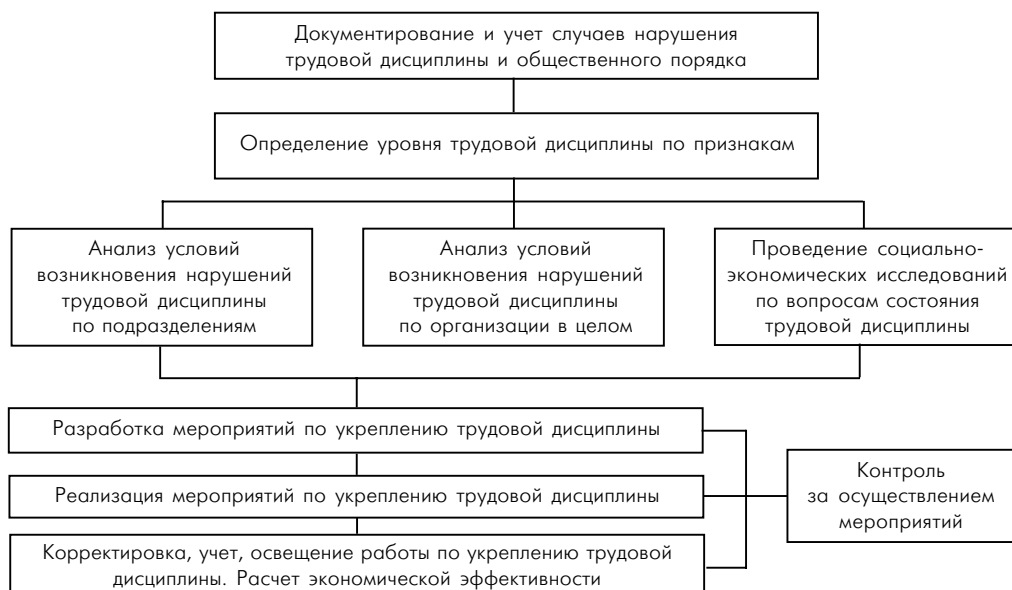 Документирование и учет случаев нарушения
трудовой дисциплины и общественного порядка
Определение уровня трудовой дисциплины по признакам
Анализ условий
возникновения нарушений
трудовой дисциплины
по подразделениям
Анализ условий
возникновения нарушений
трудовой дисциплины
по организации в целом
Проведение социально-
экономических исследований
по вопросам состояния
трудовой дисциплины
Разработка мероприятий по укреплению трудовой дисциплины
Реализация мероприятий по укреплению трудовой дисциплины
Корректировка, учет, освещение работы по укреплению трудовой
дисциплины. Расчет экономической эффективности
Контроль
за осуществлением
мероприятий